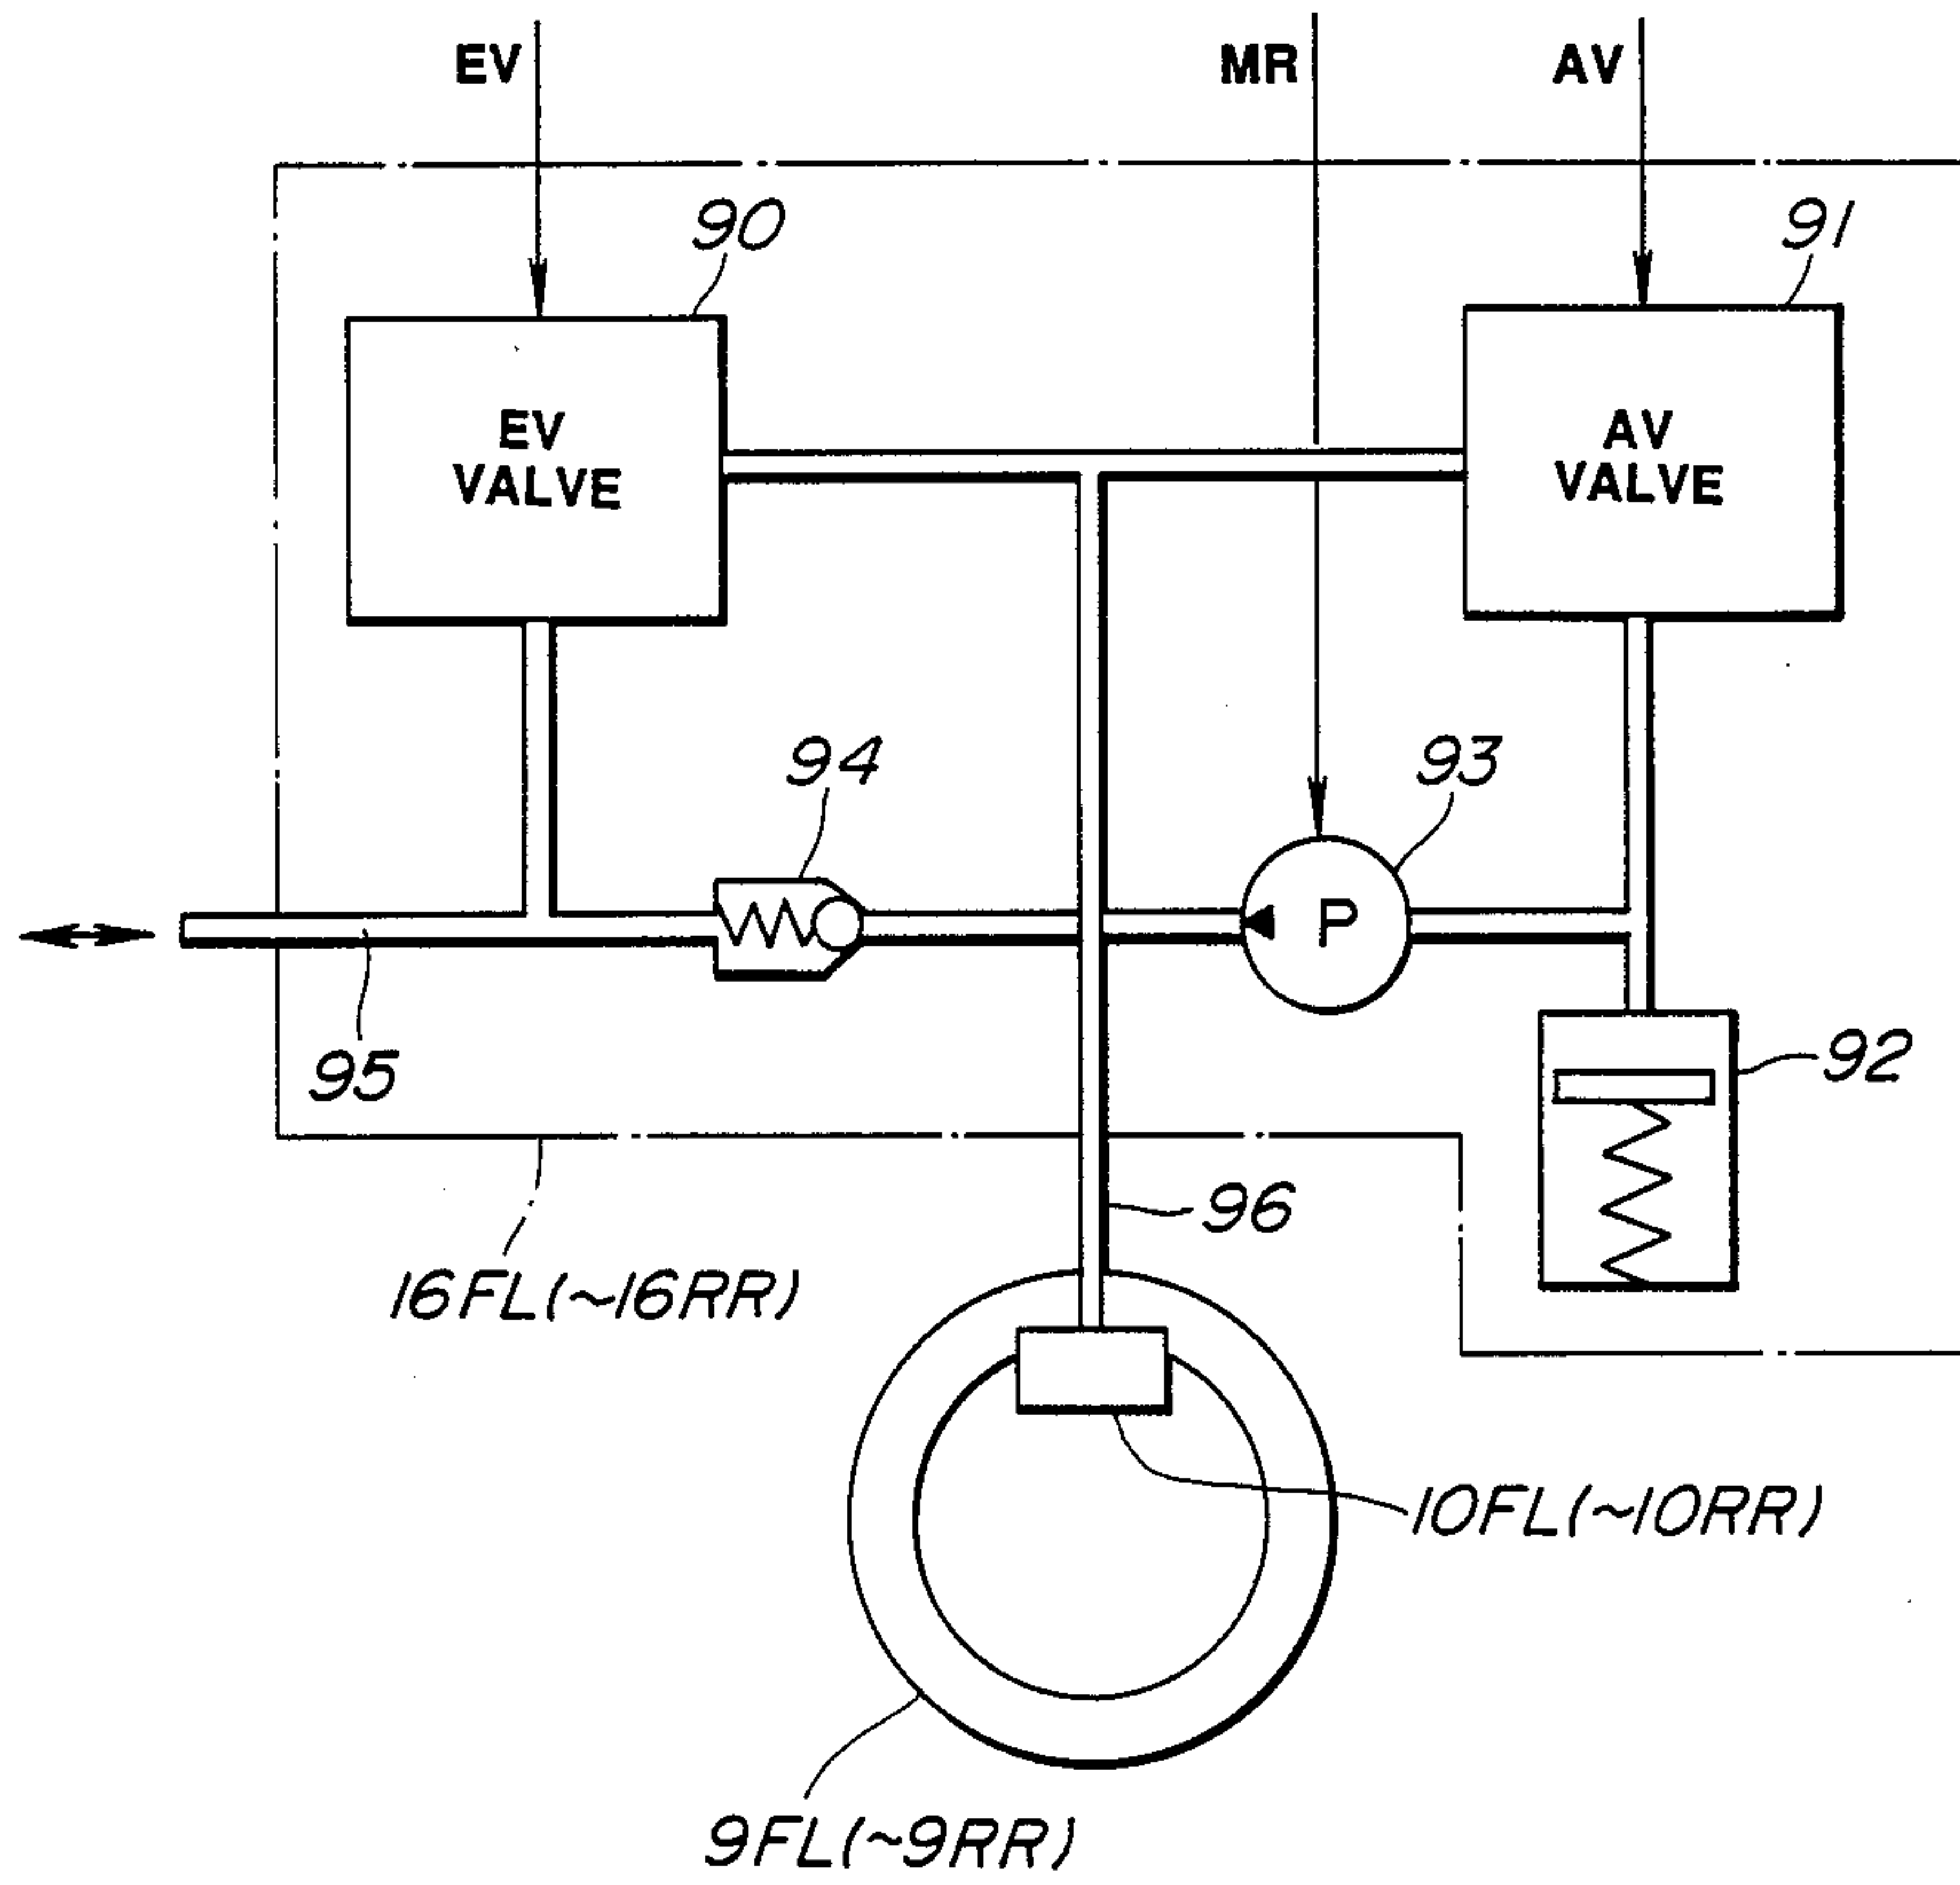 EV
MR
AV
90
91
EV
VALVE
AV
VALVE
94
93
P
95
92
96
16FL(~16RR)
10FL(~10RR)
9FL(~9RR)